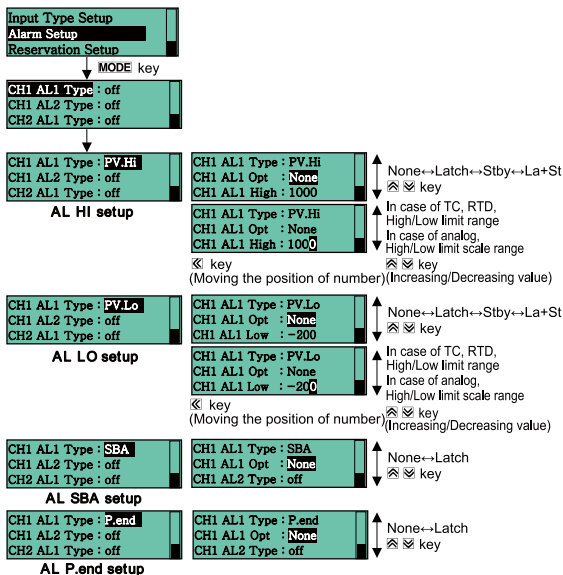 Input Type Setup
Alarm Setup
Reservation Setup
MODE key
CH1 AL1 Type : off
CH1 AL2 Type : off
CH2 AL1 Type : off
CH1 AL1 Type : PV.Hi
CH1 AL2 Type : off
CH2 AL1 Type : off
AL HI setup
CH1 AL1 Type : PV.Hi
CH1 AL1 Opt : None
CH1 AL1 High : 1000
None↔Latch↔Stby↔La+St
key
CH1 AL1 Type : PV.Hi
CH1 AL1 Opt : None
CH1 AL1 High : 1000
In case of TC, RTD,
High/Low limit range
In case of analog,
High/Low limit scale range
key
(Moving the position of number)
key
(Increasing/Decreasing value)
CH1 AL1 Type : PV.Lo
CH1 AL2 Type : off
CH2 AL1 Type : off
AL LO setup
CH1 AL1 Type : PV.Lo
CH1 AL1 Opt : None
CH1 AL1 Low : -200
None↔Latch↔Stby↔La+St
key
CH1 AL1 Type : PV.Lo
CH1 AL1 Opt : None
CH1 AL1 Low : -200
In case of TC, RTD,
High/Low limit range
In case of analog,
High/Low limit scale range
key
(Moving the position of number)
key
(Increasing/Decreasing value)
CH1 AL1 Type : SBA
CH1 AL2 Type : off
CH2 AL1 Type : off
AL SBA setup
CH1 AL1 Type : SBA
CH1 AL1 Opt : None
CH1 AL2 Type : off
None↔Latch
key
CH1 AL1 Type : P.end
CH1 AL2 Type : off
CH2 AL1 Type : off
AL P.end setup
CH1 AL1 Type : P.end
CH1 AL1 Opt : None
CH1 AL2 Type : off
None↔Latch
key